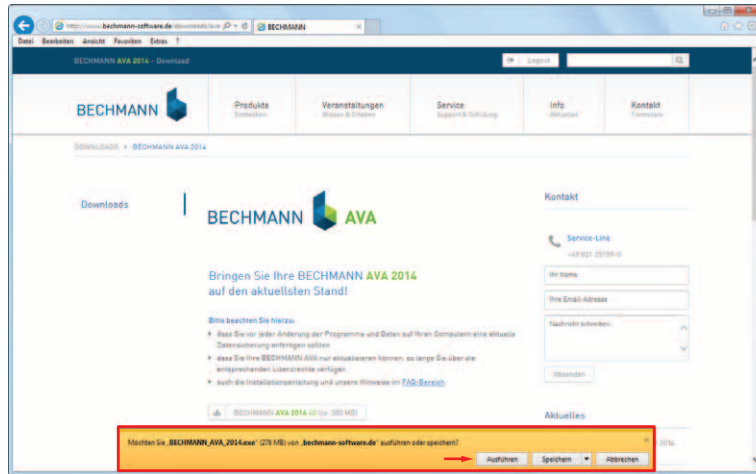 http://www.bechmann-software.de/downloads/ava
BECHMANN
Datei Bearbeiten Ansicht Favoriten Extras ?
BECHMANN AVA 2014 – Download
Logout
BECHMANN
Produkte
Entdecken
Veranstaltungen
Wissen & Erleben
Service
Support & Schulung
Info
Aktuelles
Kontakt
Formulare
DOWNLOADS BECHMANN AVA 2014
Downloads
BECHMANN AVA
Bringen Sie Ihre BECHMANN AVA 2014
auf den aktuellsten Stand!
Bitte beachten Sie hierzu:
dass Sie vor jeder Änderung der Programme und Daten auf Ihren Computern eine aktuelle
Datensicherung anfertigen sollten
dass Sie Ihre BECHMANN AVA nur aktualisieren können, so lange Sie über die
entsprechenden Lizenzrechte verfügen.
auch die Installationsanleitung und unsere Hinweise im FAQ-Bereich.
BECHMANN AVA 2014
Kontakt
Service-Line
Ihr Name
Ihre Email-Adresse
Nachricht schreiben
Absenden
Aktuelles
Möchten Sie „BECHMANN_AVA_2014.exe" (278 MB) von „bechmann-software.de" ausführen oder speichern?
Ausführen Speichern Abbrechen